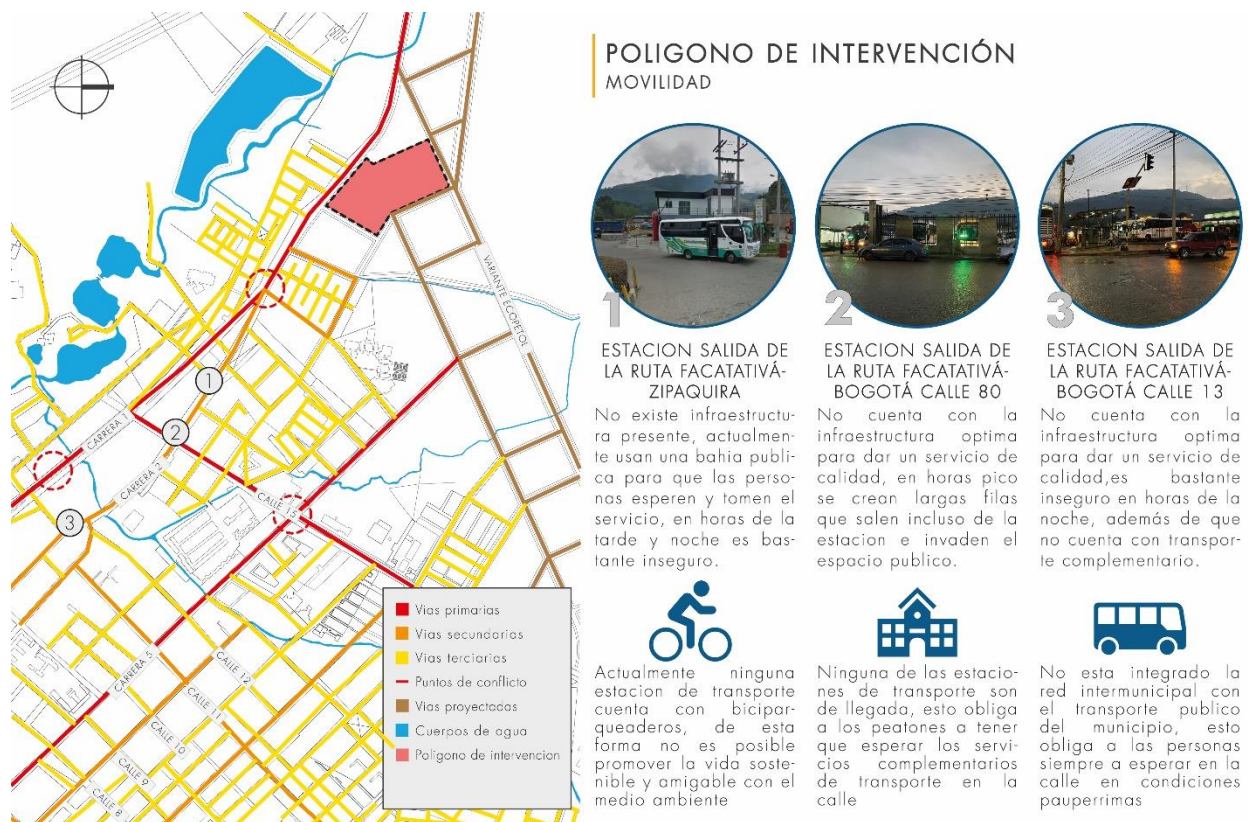 POLIGONO DE INTERVENCIÓN
MOVILIDAD
1
ESTACION SALIDA DE
LA RUTA FACATATIVÁ-
ZIPAQUIRA
No existe infraestructu-
ra presente, actualmen-
te usan una bahia publi-
ca para que las perso-
nas esperen y tomen el
servicio, en horas de la
tarde y noche es bas-
tante inseguro.
2
ESTACION SALIDA DE
LA RUTA FACATATIVÁ-
BOGOTÁ CALLE 80
No cuenta con la
infraestructura optima
para dar un servicio de
calidad, en horas pico
se crean largas filas
que salen incluso de la
estacion e invaden el
espacio publico.
3
ESTACION SALIDA DE
LA RUTA FACATATIVÁ-
BOGOTÁ CALLE 13
No cuenta con la
infraestructura optima
para dar un servicio de
calidad,es bastante
inseguro en horas de la
noche, además de que
no cuenta con transpor-
te complementario.
Actualmente ninguna
estacion de transporte
cuenta con bicipar-
queaderos, de esta
forma no es posible
promover la vida soste-
nible y amigable con el
medio ambiente
Ninguna de las estacio-
nes de transporte son
de llegada, esto obliga
a los peatones a tener
que esperar los servi-
cios complementarios
de transporte en la
calle
No esta integrado la
red intermunicipal con
el transporte publico
del municipio, esto
obliga a las personas
siempre a esperar en la
calle en condiciones
pauperrimas
VARIANTE ECOPETOL
1
2
3
CARRERA 1
CARRERA 2
CALLE 15
CARRERA 5
CALLE 12
CALLE 11
CALLE 10
CALLE 9
CALLE 8
Vias primarias
Vias secundarias
Vias terciarias
Puntos de conflicto
Vias proyectadas
Cuerpos de agua
Poligono de intervencion